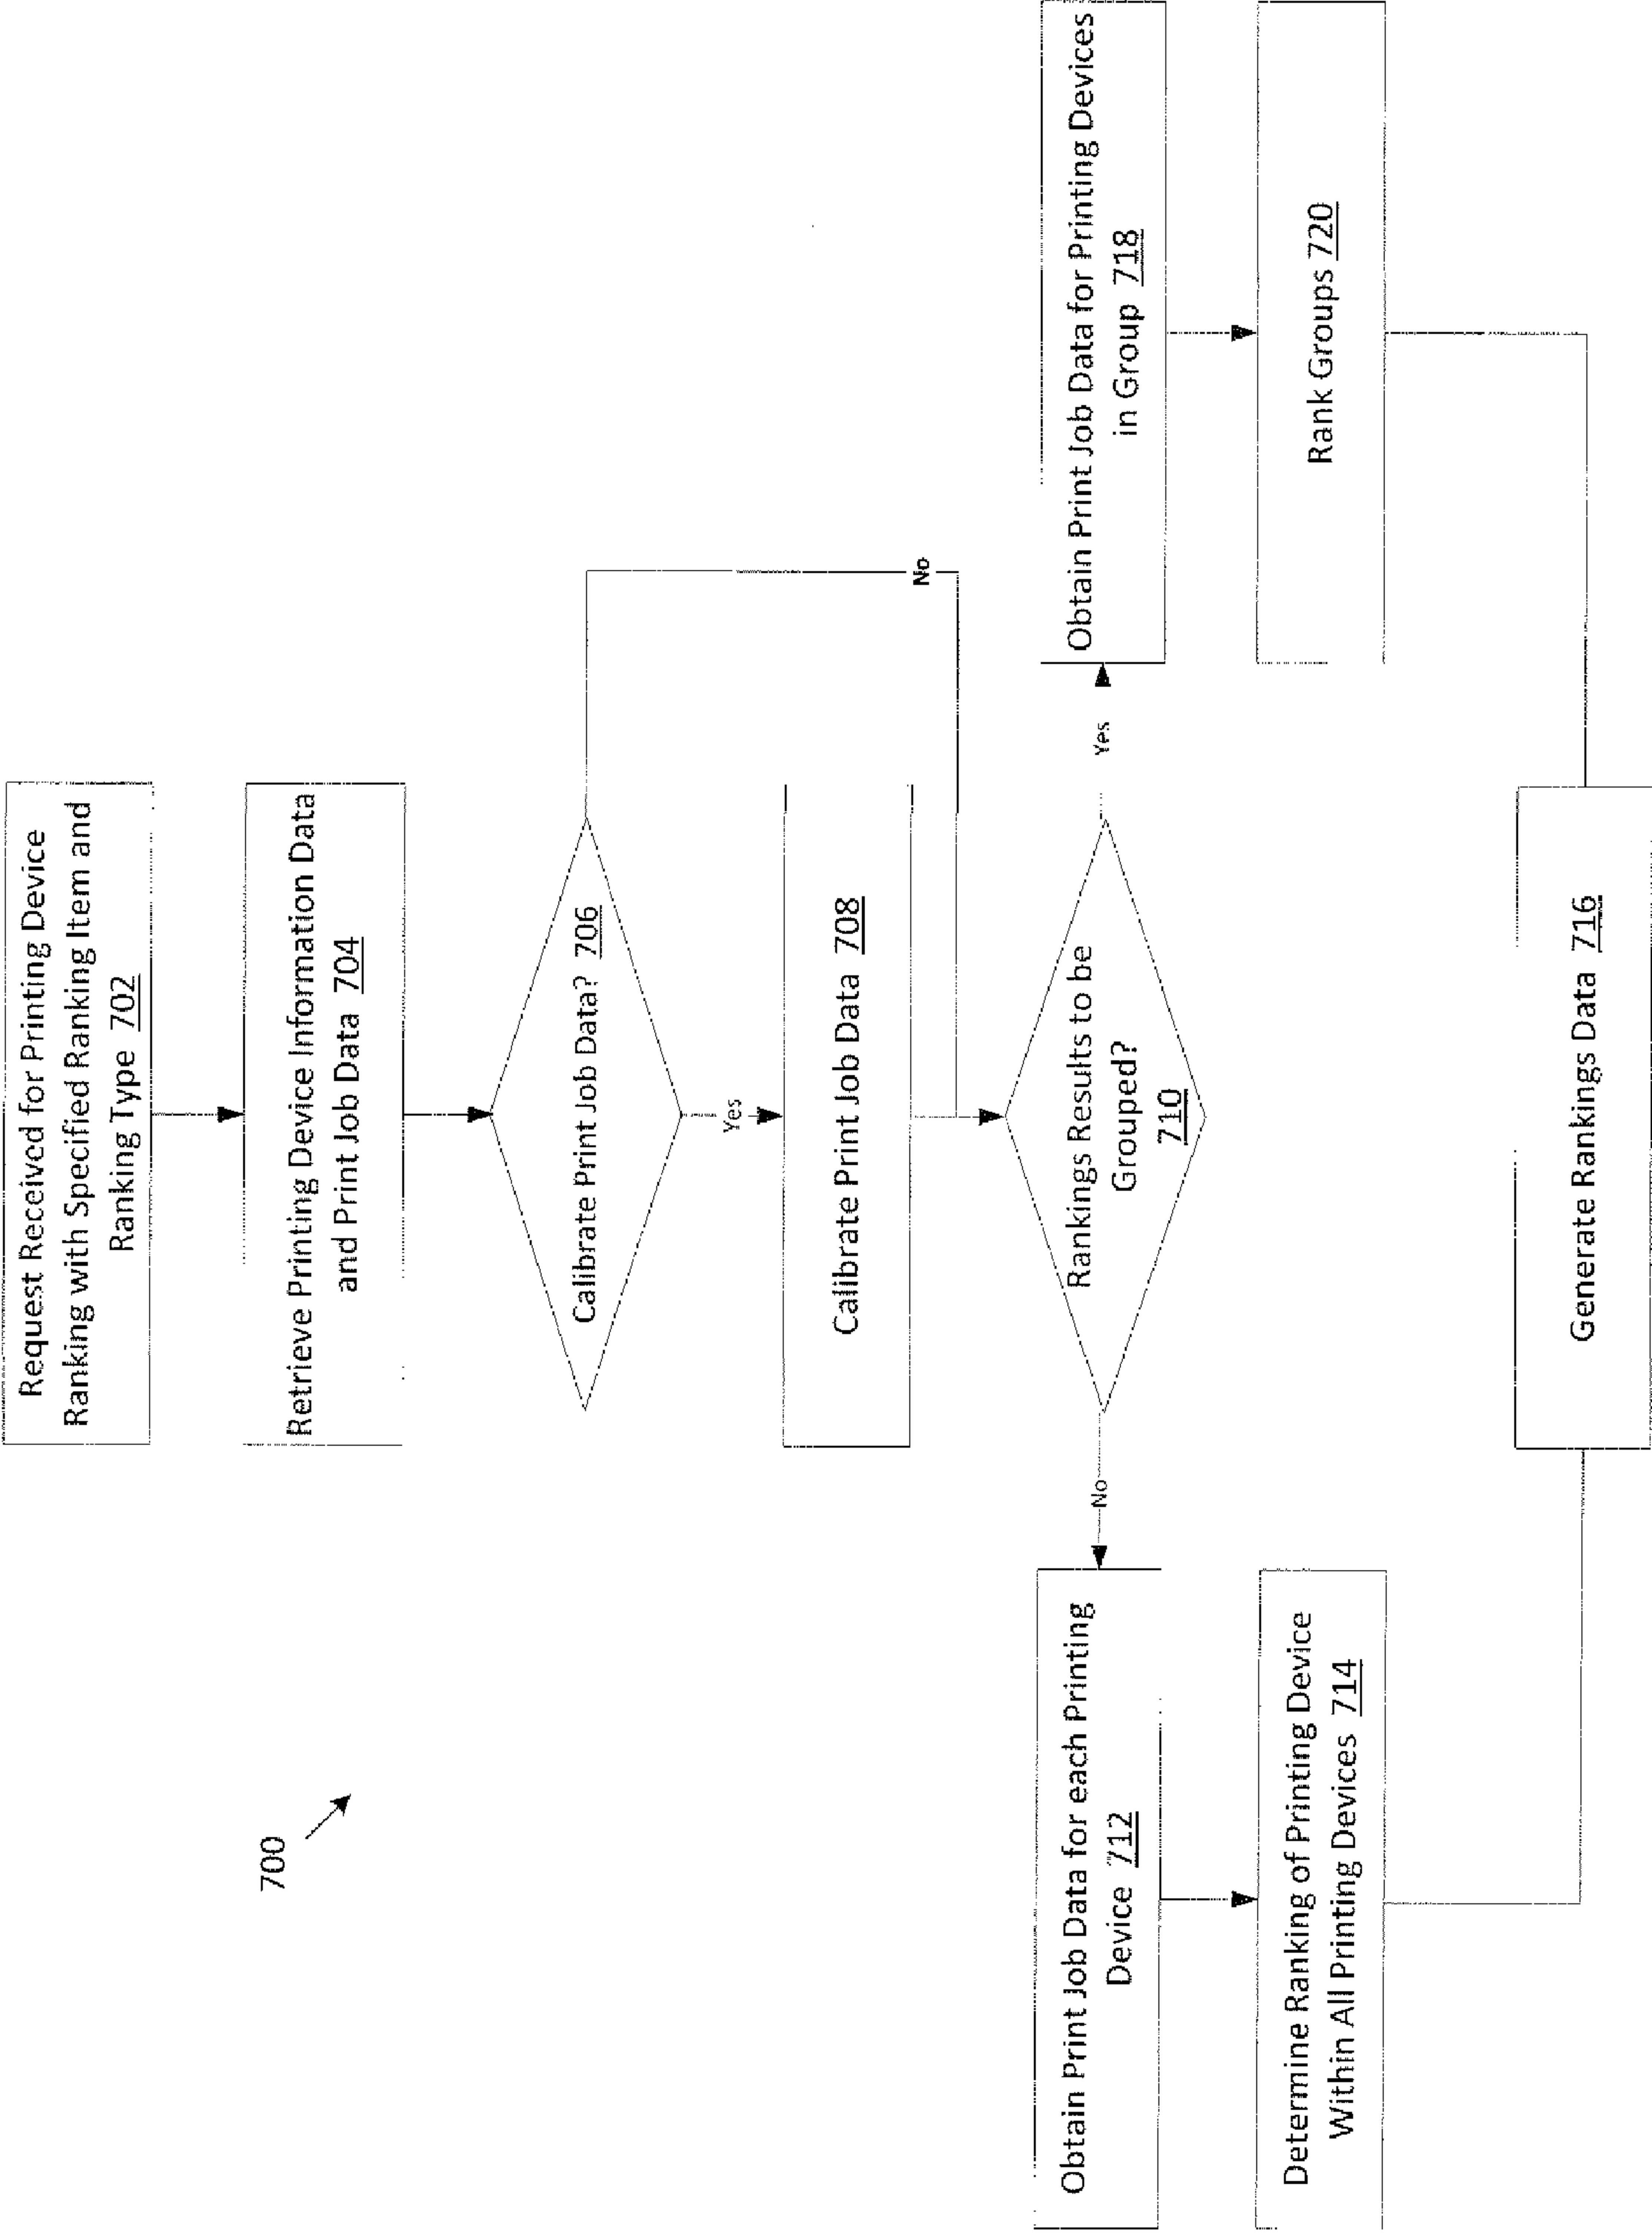 700
Request Received for Printing Device
Ranking with Specified Ranking Item and
Ranking Type 702
Retrieve Printing Device Information Data
and Print Job Data 704
Calibrate Print Job Data? 706
Yes
No
Calibrate Print Job Data 708
Rankings Results to be
Grouped?
710
No
Yes
Obtain Print Job Data for each Printing
Device 712
Determine Ranking of Printing Device
Within All Printing Devices 714
Obtain Print Job Data for Printing Devices
in Group 718
Rank Groups 720
Generate Rankings Data 716